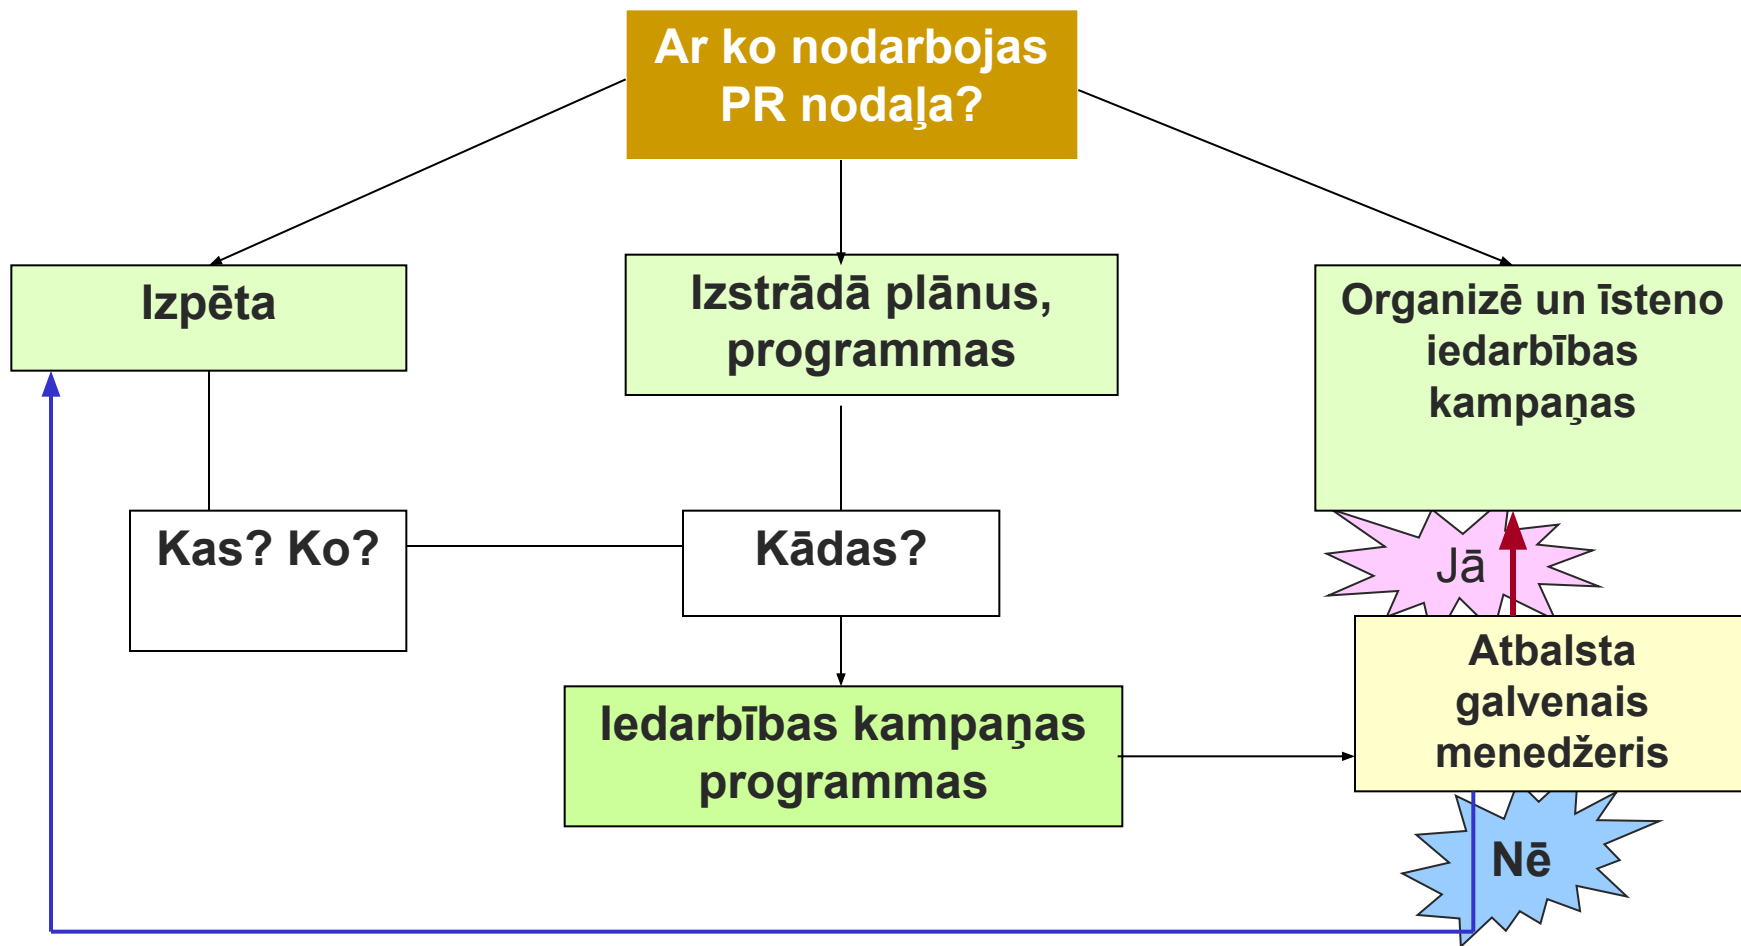 Ar ko nodarbojas
PR nodaļa?
Izpēta
Izstrādā plānus,
programmas
Organizē un īsteno
iedarbības
kampaņas
Kas? Ko?
Kādas?
Jā
Iedarbības kampaņas
programmas
Atbalsta
galvenais
menedžeris
Nē